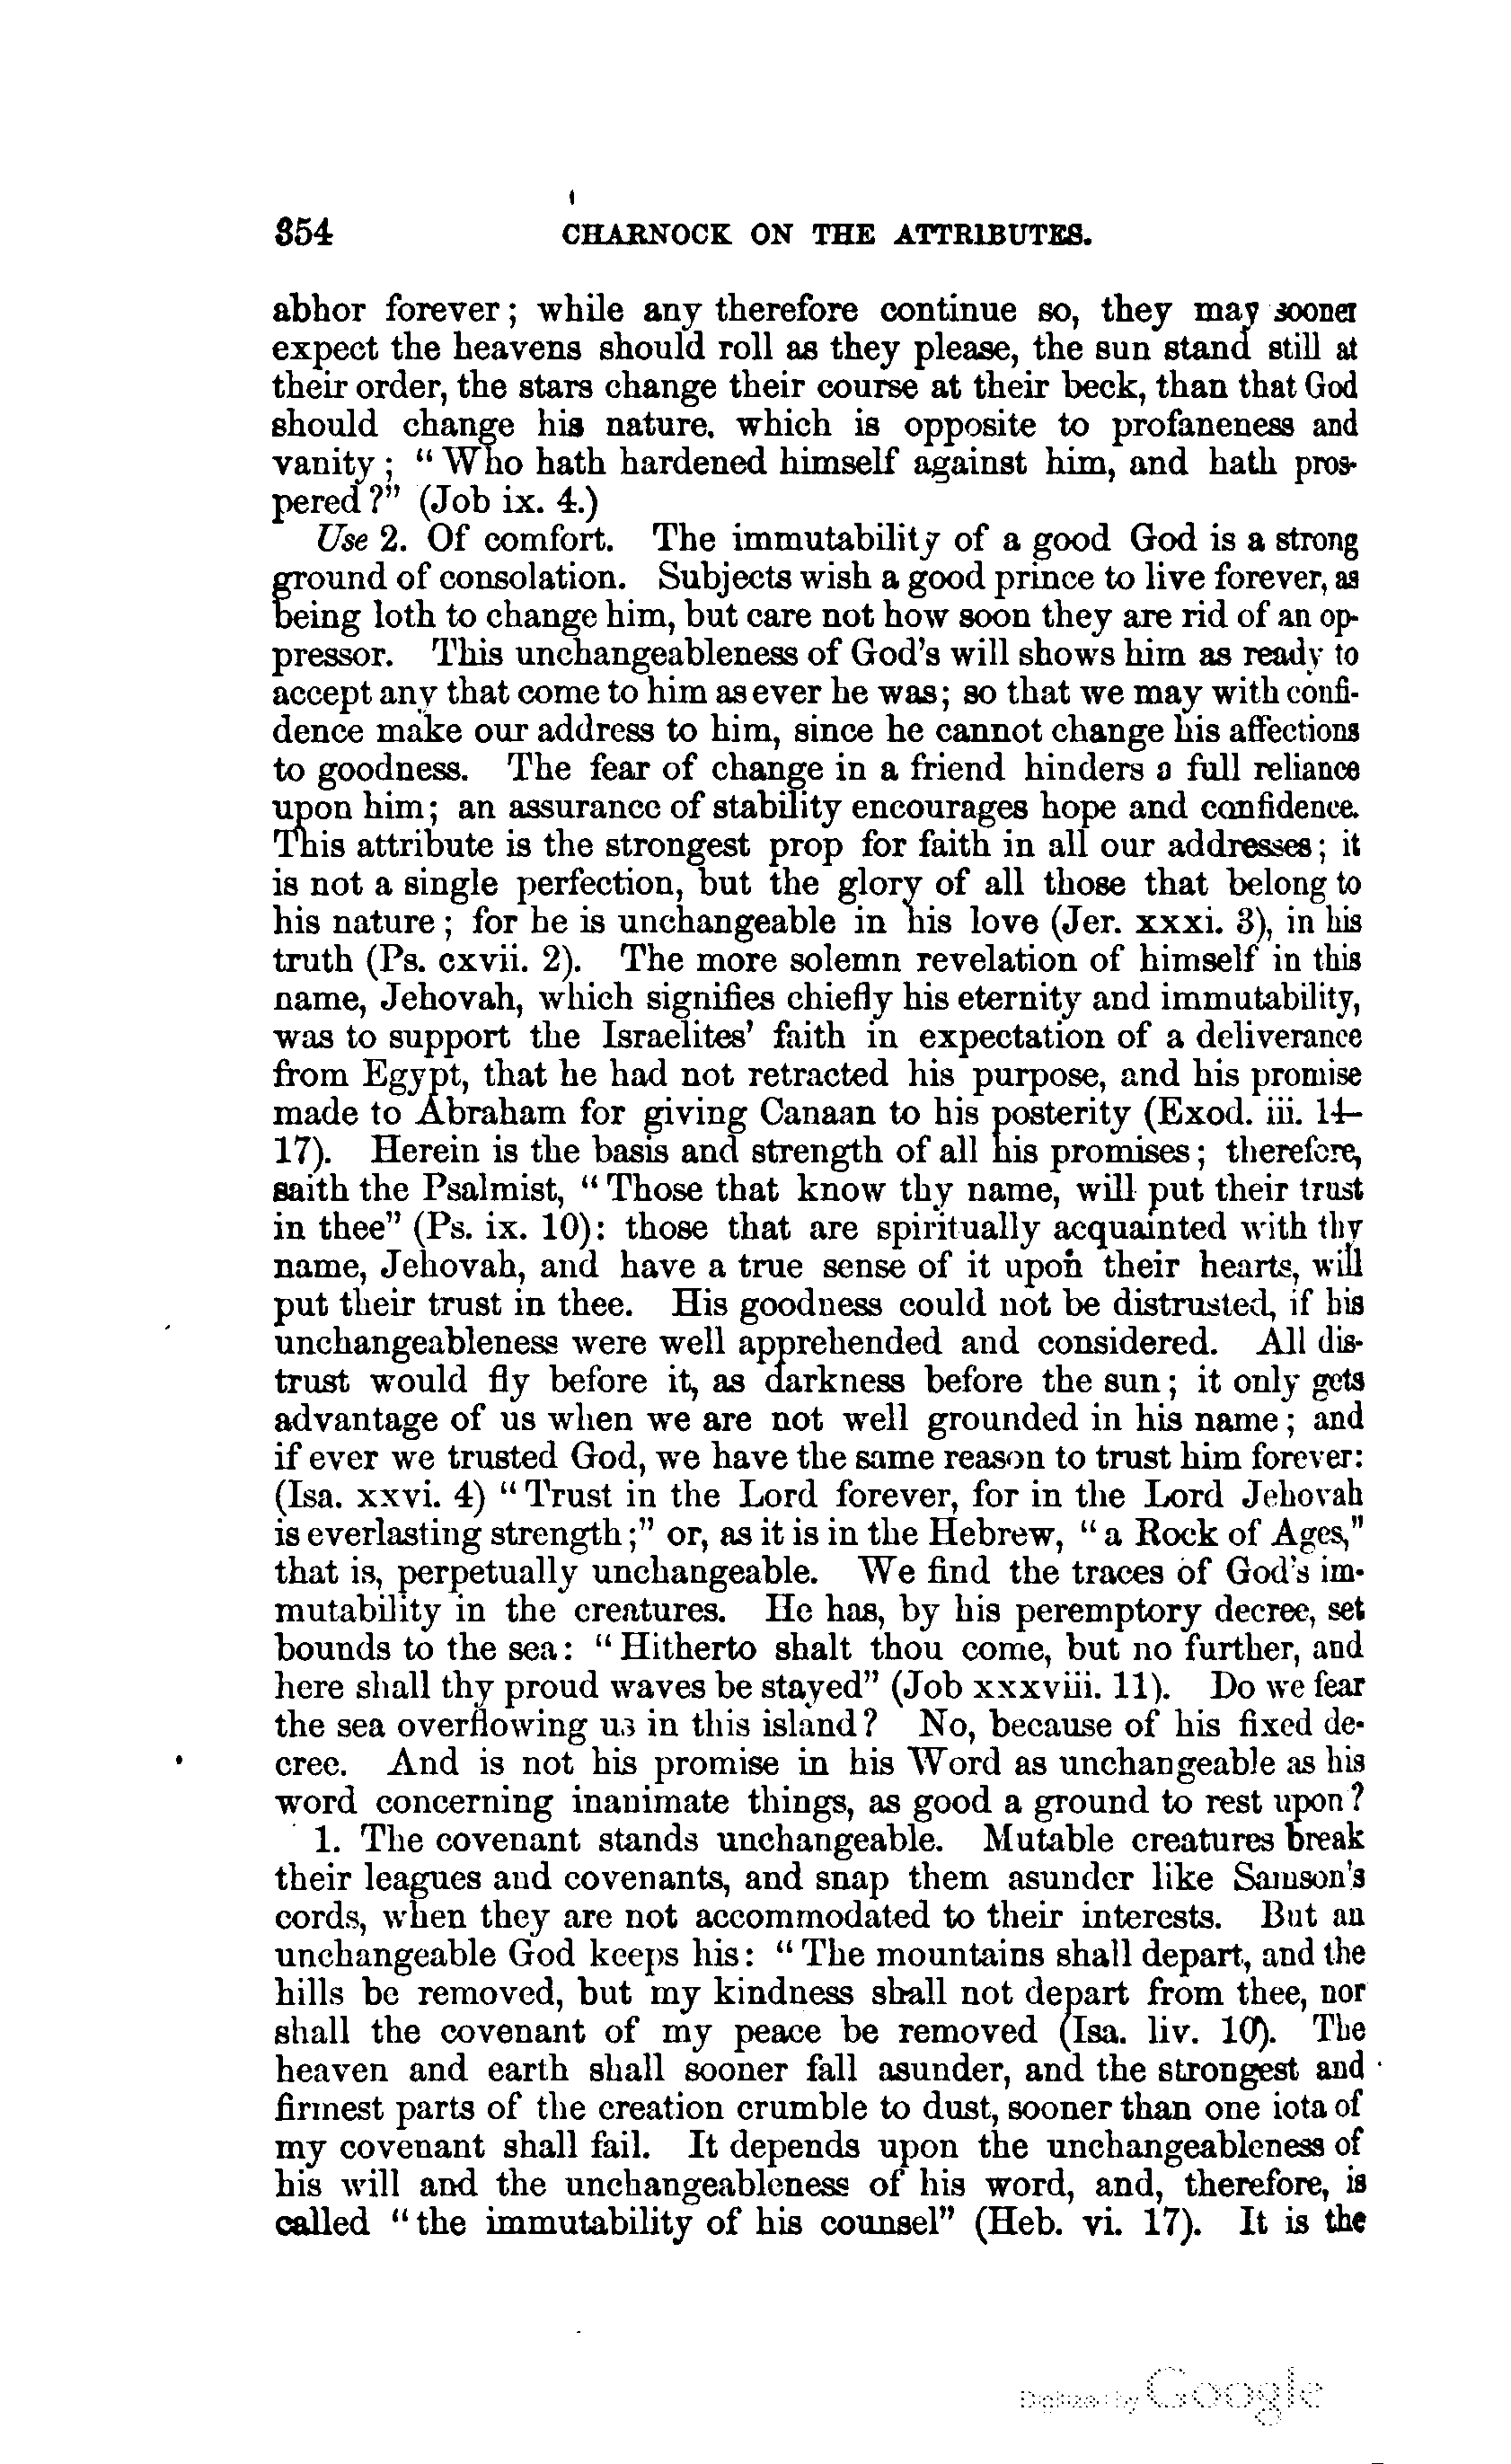 354 CHARNOCK ON THE ATTRIBUTES.
abhor forever; while any therefore continue so, they may sooner
expect the heavens should roll as they please, the sun stand still at
their order, the stars change their course at their beck, than that God
should change his nature. which is opposite to profaneness and
vanity; "Who hath hardened himself against him, and hath pros-
pered?" (Job ix. 4.)
Use 2. Of comfort. The immutability of a good God is a strong
ground of consolation. Subjects wish a good prince to live forever, as
being loth to change him, but care not how soon they are rid of an op-
pressor. This unchangeableness of God's will shows him as ready to
accept any that come to him as ever he was; so that we may with confi-
dence make our address to him, since he cannot change his affections
to goodness. The fear of change in a friend hinders a full reliance
upon him; an assurance of stability encourages hope and confidence.
This attribute is the strongest prop for faith in all our addresses; it
is not a single perfection, but the glory of all those that belong to
his nature; for he is unchangeable in his love (Jer. xxxi. 3), in his
truth (Ps. cxvii. 2). The more solemn revelation of himself in this
name, Jehovah, which signifies chiefly his eternity and immutability,
was to support the Israelites' faith in expectation of a deliverance
from Egypt, that he had not retracted his purpose, and his promise
made to Abraham for giving Canaan to his posterity (Exod. iii. 14–
17). Herein is the basis and strength of all his promises; therefore,
saith the Psalmist, "Those that know thy name, will put their trust
in thee" (Ps. ix. 10): those that are spiritually acquainted with thy
name, Jehovah, and have a true sense of it upon their hearts, will
put their trust in thee. His goodness could not be distrusted, if his
unchangeableness were well apprehended and considered. All dis-
trust would fly before it, as darkness before the sun; it only gets
advantage of us when we are not well grounded in his name; and
if ever we trusted God, we have the same reason to trust him forever:
(Isa. xxvi. 4) "Trust in the Lord forever, for in the Lord Jehovah
is everlasting strength;" or, as it is in the Hebrew, "a Rock of Ages,"
that is, perpetually unchangeable. We find the traces of God's im-
mutability in the creatures. He has, by his peremptory decree, set
bounds to the sea: "Hitherto shalt thou come, but no further, and
here shall thy proud waves be stayed" (Job xxxviii. 11). Do we fear
the sea overflowing us in this island? No, because of his fixed de-
cree. And is not his promise in his Word as unchangeable as his
word concerning inanimate things, as good a ground to rest upon?
1. The covenant stands unchangeable. Mutable creatures break
their leagues and covenants, and snap them asunder like Samson's
cords, when they are not accommodated to their interests. But an
unchangeable God keeps his: "The mountains shall depart, and the
hills be removed, but my kindness shall not depart from thee, nor
shall the covenant of my peace be removed (Isa. liv. 10). The
heaven and earth shall sooner fall asunder, and the strongest and
firmest parts of the creation crumble to dust, sooner than one iota of
my covenant shall fail. It depends upon the unchangeableness of
his will and the unchangeableness of his word, and, therefore, is
called "the immutability of his counsel" (Heb. vi. 17). It is the
Digitized by Google